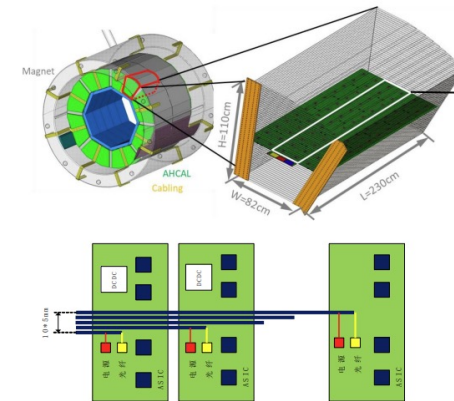 Magnet
AHCAL
Cabling
H=110cm
W=82cm
L=230cm
DCDC
DCDC
10*5mm
电源
光纤
ASIC
电源
光纤
ASIC
电源
光纤
ASIC